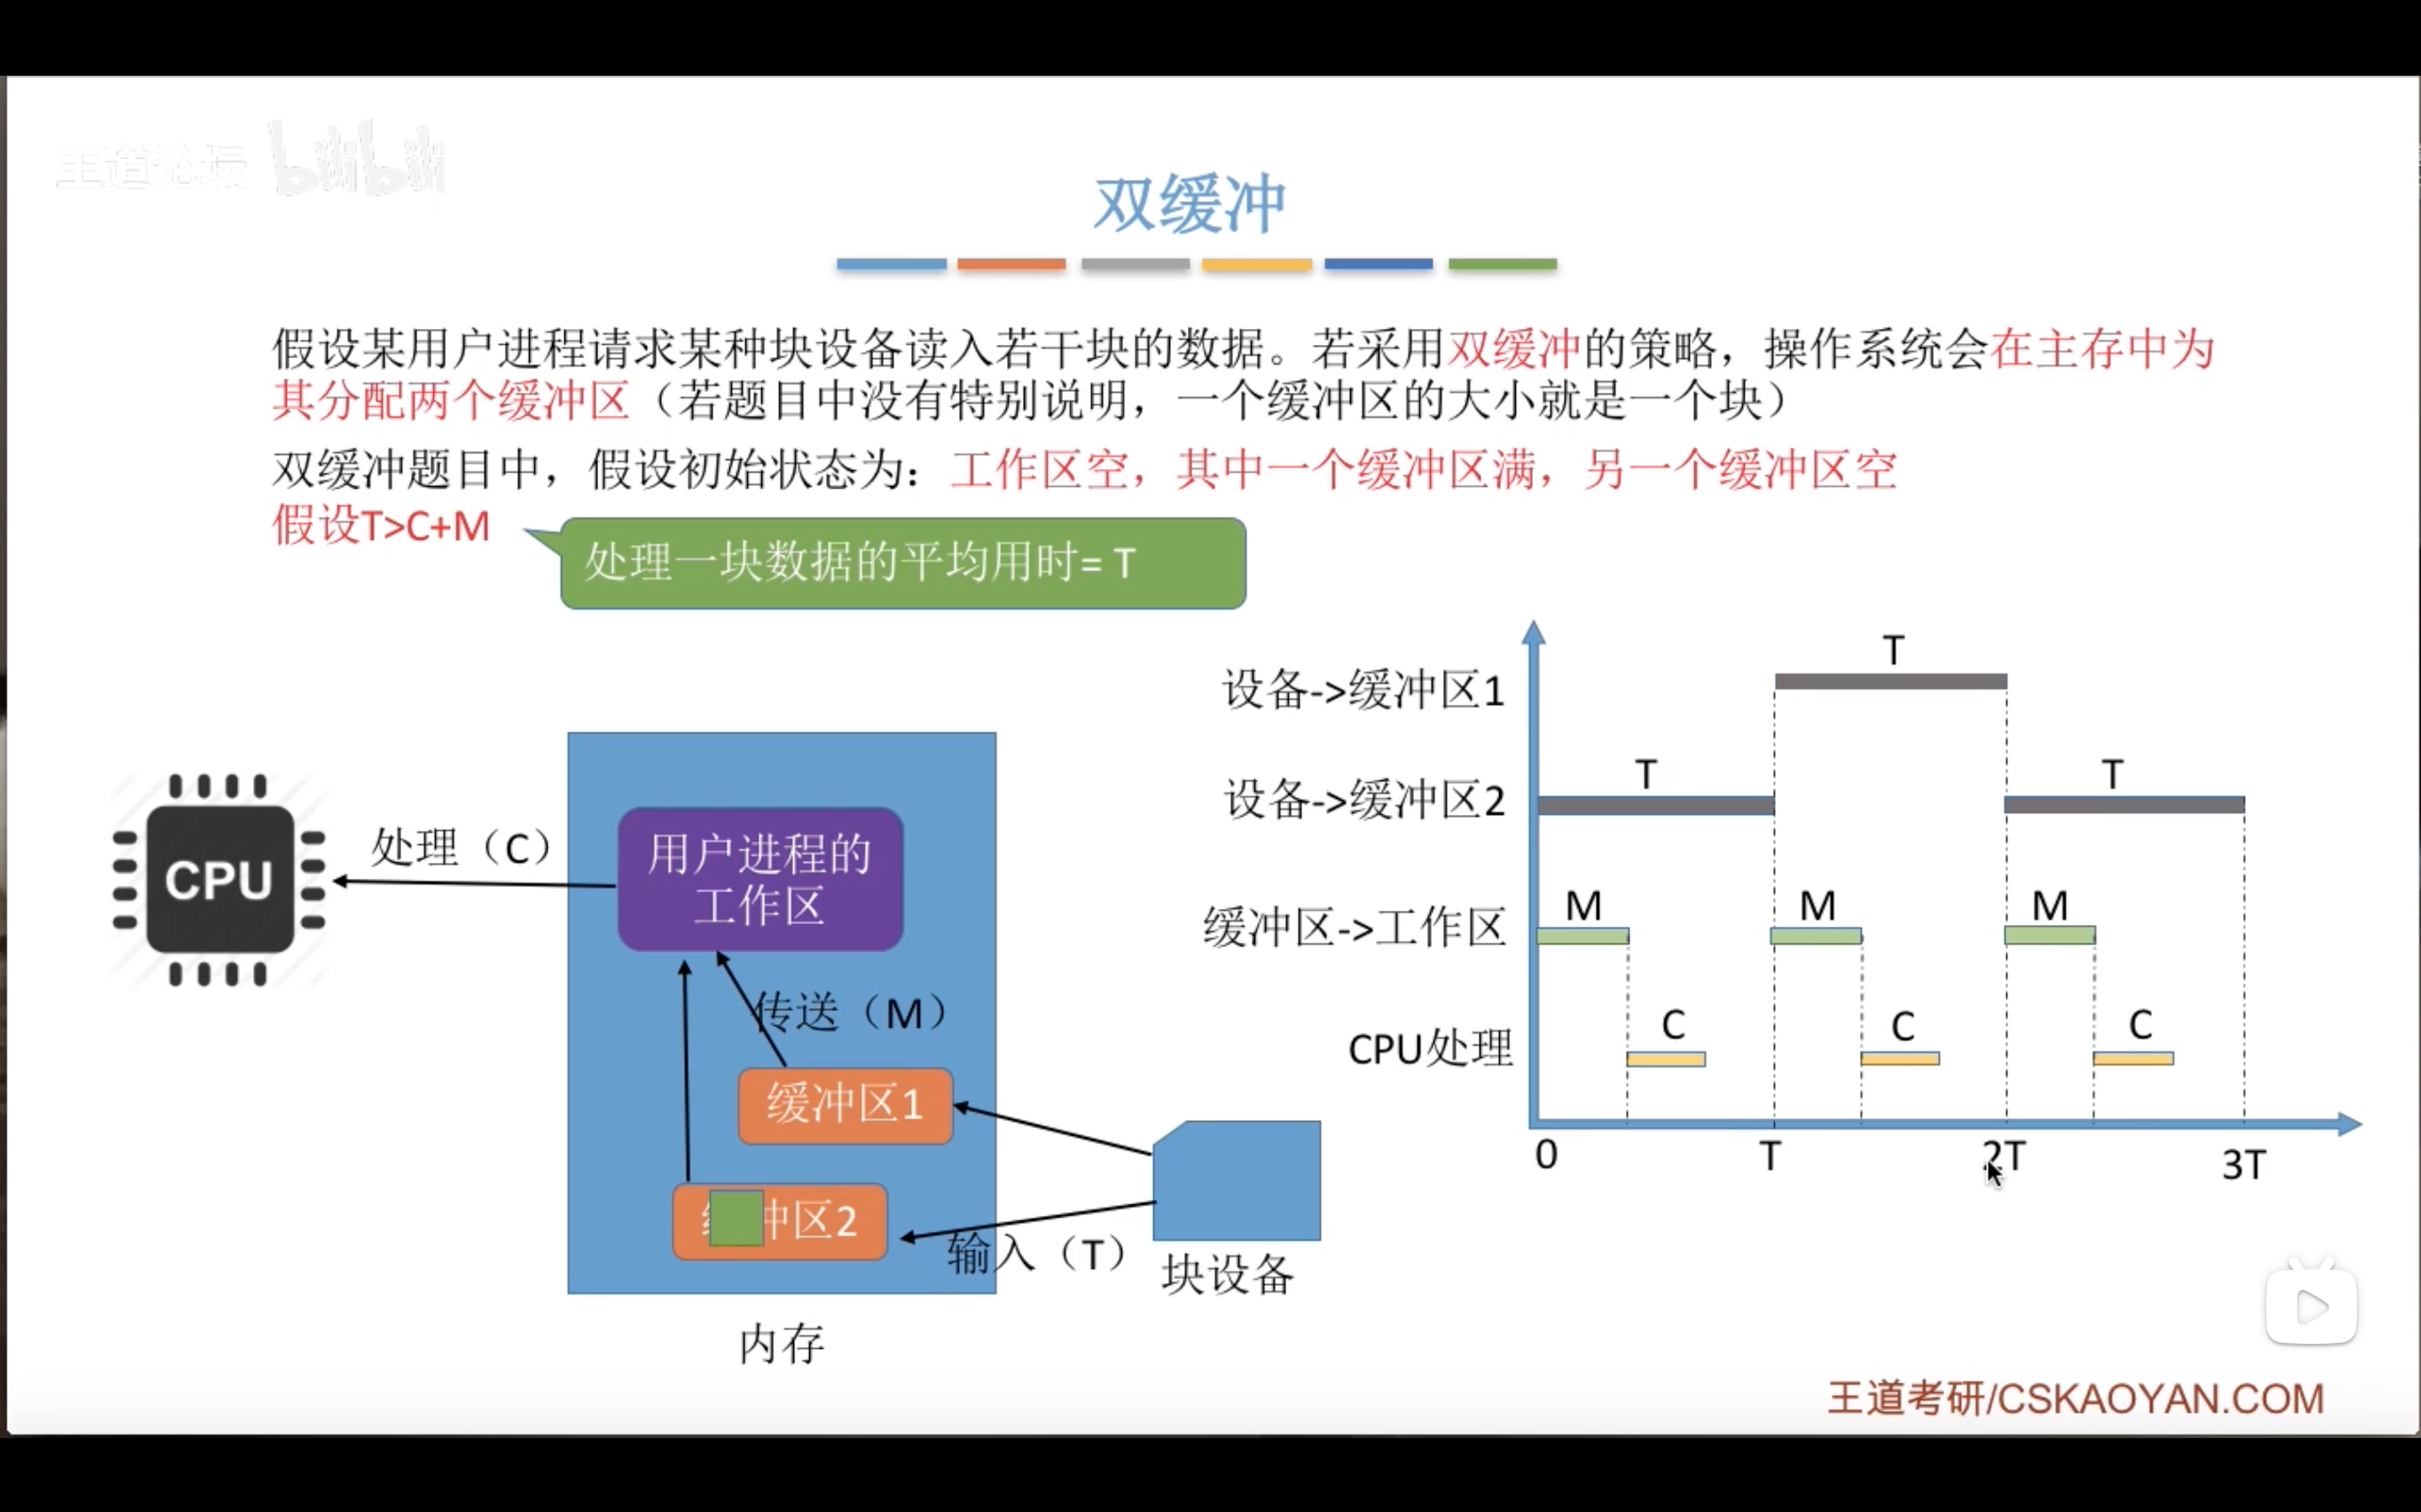 王道论坛 bilibili
双缓冲
假设某用户进程请求某种块设备读入若干块的数据。若采用双缓冲的策略，操作系统会在主存中为
其分配两个缓冲区（若题目中没有特别说明，一个缓冲区的大小就是一个块）
双缓冲题目中，假设初始状态为：工作区空，其中一个缓冲区满，另一个缓冲区空
假设T>C+M
处理一块数据的平均用时= T
CPU
处理（C）
用户进程的
工作区
传送（M）
缓冲区1
冲区2
输入（T）
块设备
内存
设备->缓冲区1
T
设备->缓冲区2
T
T
缓冲区->工作区
M
M
M
CPU处理
C
C
C
0
T
2T
3T
王道考研/CSKAOYAN.COM